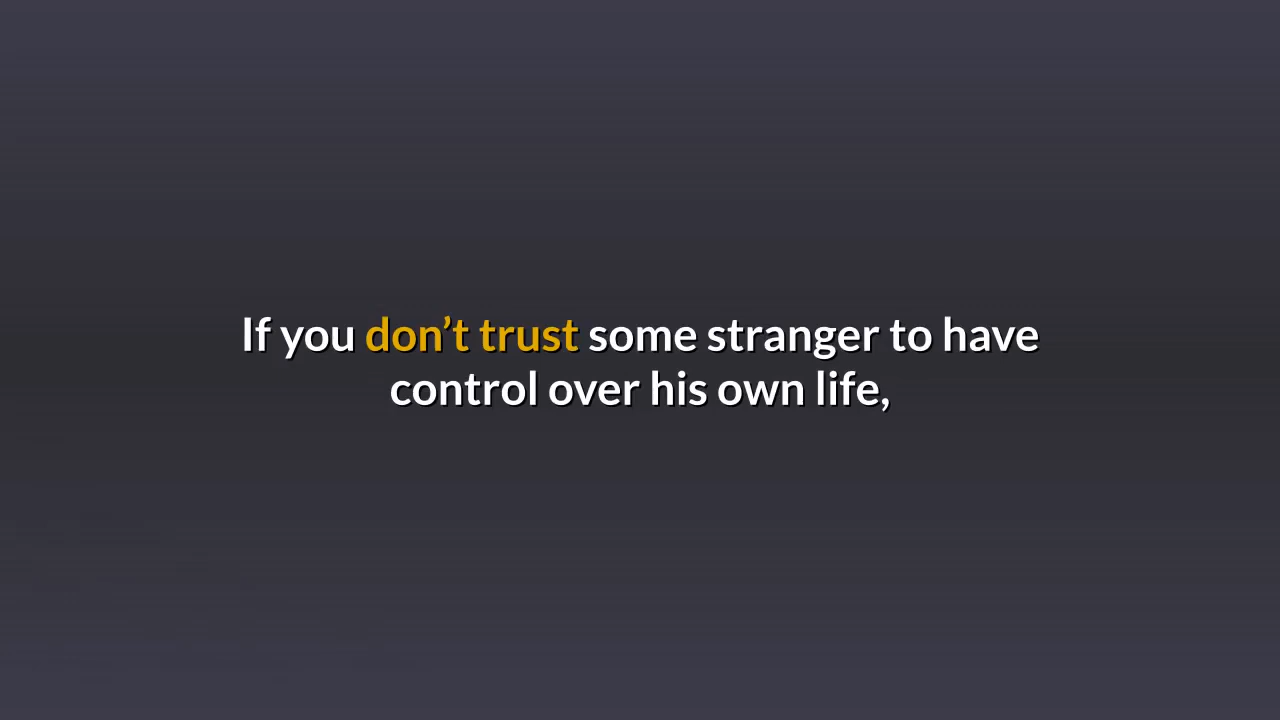 If you don’t trust some stranger to have
control over his own life,